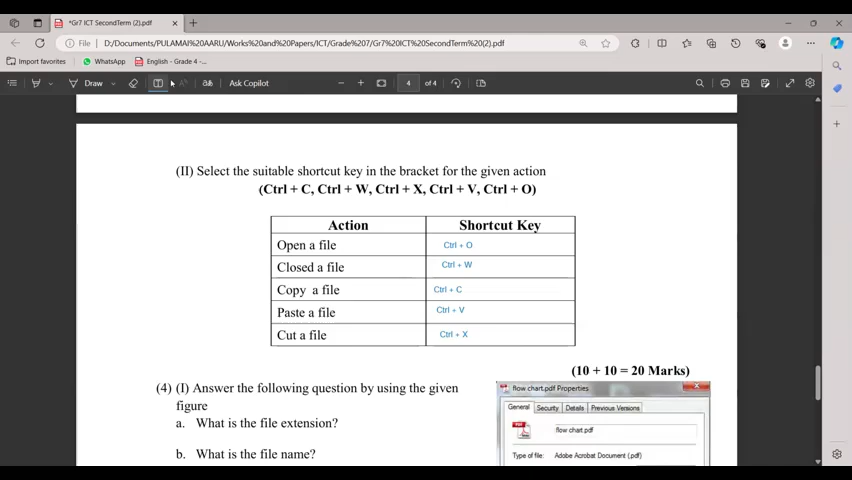 *Gr7 ICT SecondTerm (2).pdf
File
D:/Documents/PULAMAI%20AARU/Works%20and%20Papers/ICT/Grade%207/Gr7%20ICT%20SecondTerm%20(2).pdf
Import favorites
WhatsApp
English - Grade 4 -...
Draw
Ask Copilot
4 of 4
(II) Select the suitable shortcut key in the bracket for the given action
(Ctrl + C, Ctrl + W, Ctrl + X, Ctrl + V, Ctrl + O)
Action Shortcut Key
Open a file Ctrl + O
Closed a file Ctrl + W
Copy a file Ctrl + C
Paste a file Ctrl + V
Cut a file Ctrl + X
(10 + 10 = 20 Marks)
(4) (I) Answer the following question by using the given
figure
a. What is the file extension?
b. What is the file name?
flow chart.pdf Properties
General Security Details Previous Versions
flow chart.pdf
Type of file: Adobe Acrobat Document (.pdf)